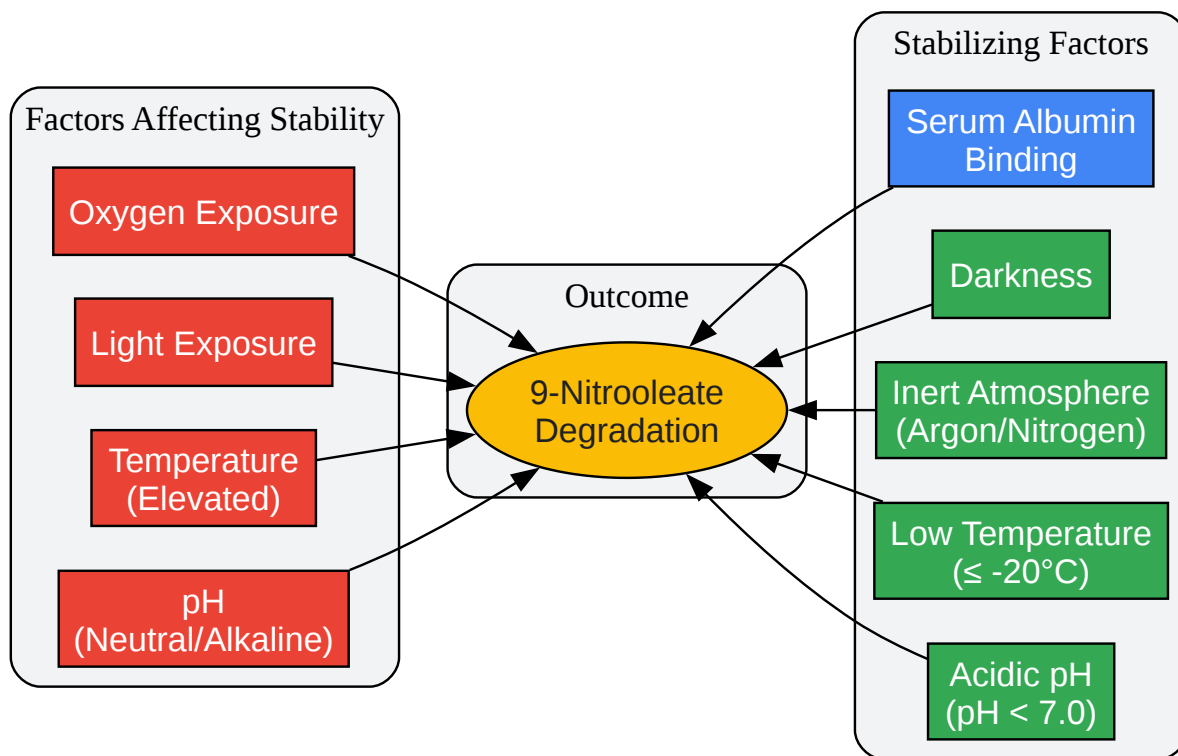 Factors Affecting Stability
Oxygen Exposure
Light Exposure
Temperature
(Elevated)
pH
(Neutral/Alkaline)
Outcome
9-Nitrooleate
Degradation
Stabilizing Factors
Serum Albumin
Binding
Darkness
Inert Atmosphere
(Argon/Nitrogen)
Low Temperature
(≤ -20°C)
Acidic pH
(pH < 7.0)